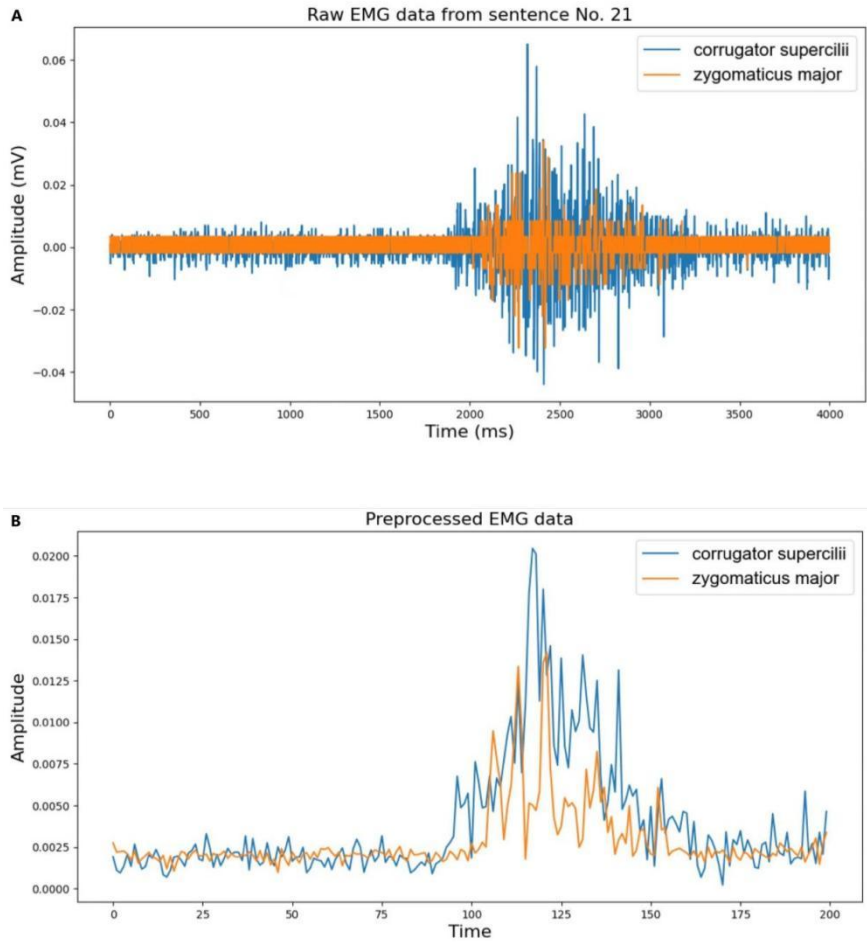 A
Raw EMG data from sentence No. 21
corrugator supercilii
zygomaticus major
0.06
0.04
0.02
0.00
−0.02
−0.04
Amplitude (mV)
0 500 1000 1500 2000 2500 3000 3500 4000
Time (ms)
B
Preprocessed EMG data
corrugator supercilii
zygomaticus major
0.0200
0.0175
0.0150
0.0125
0.0100
0.0075
0.0050
0.0025
0.0000
Amplitude
0 25 50 75 100 125 150 175 200
Time